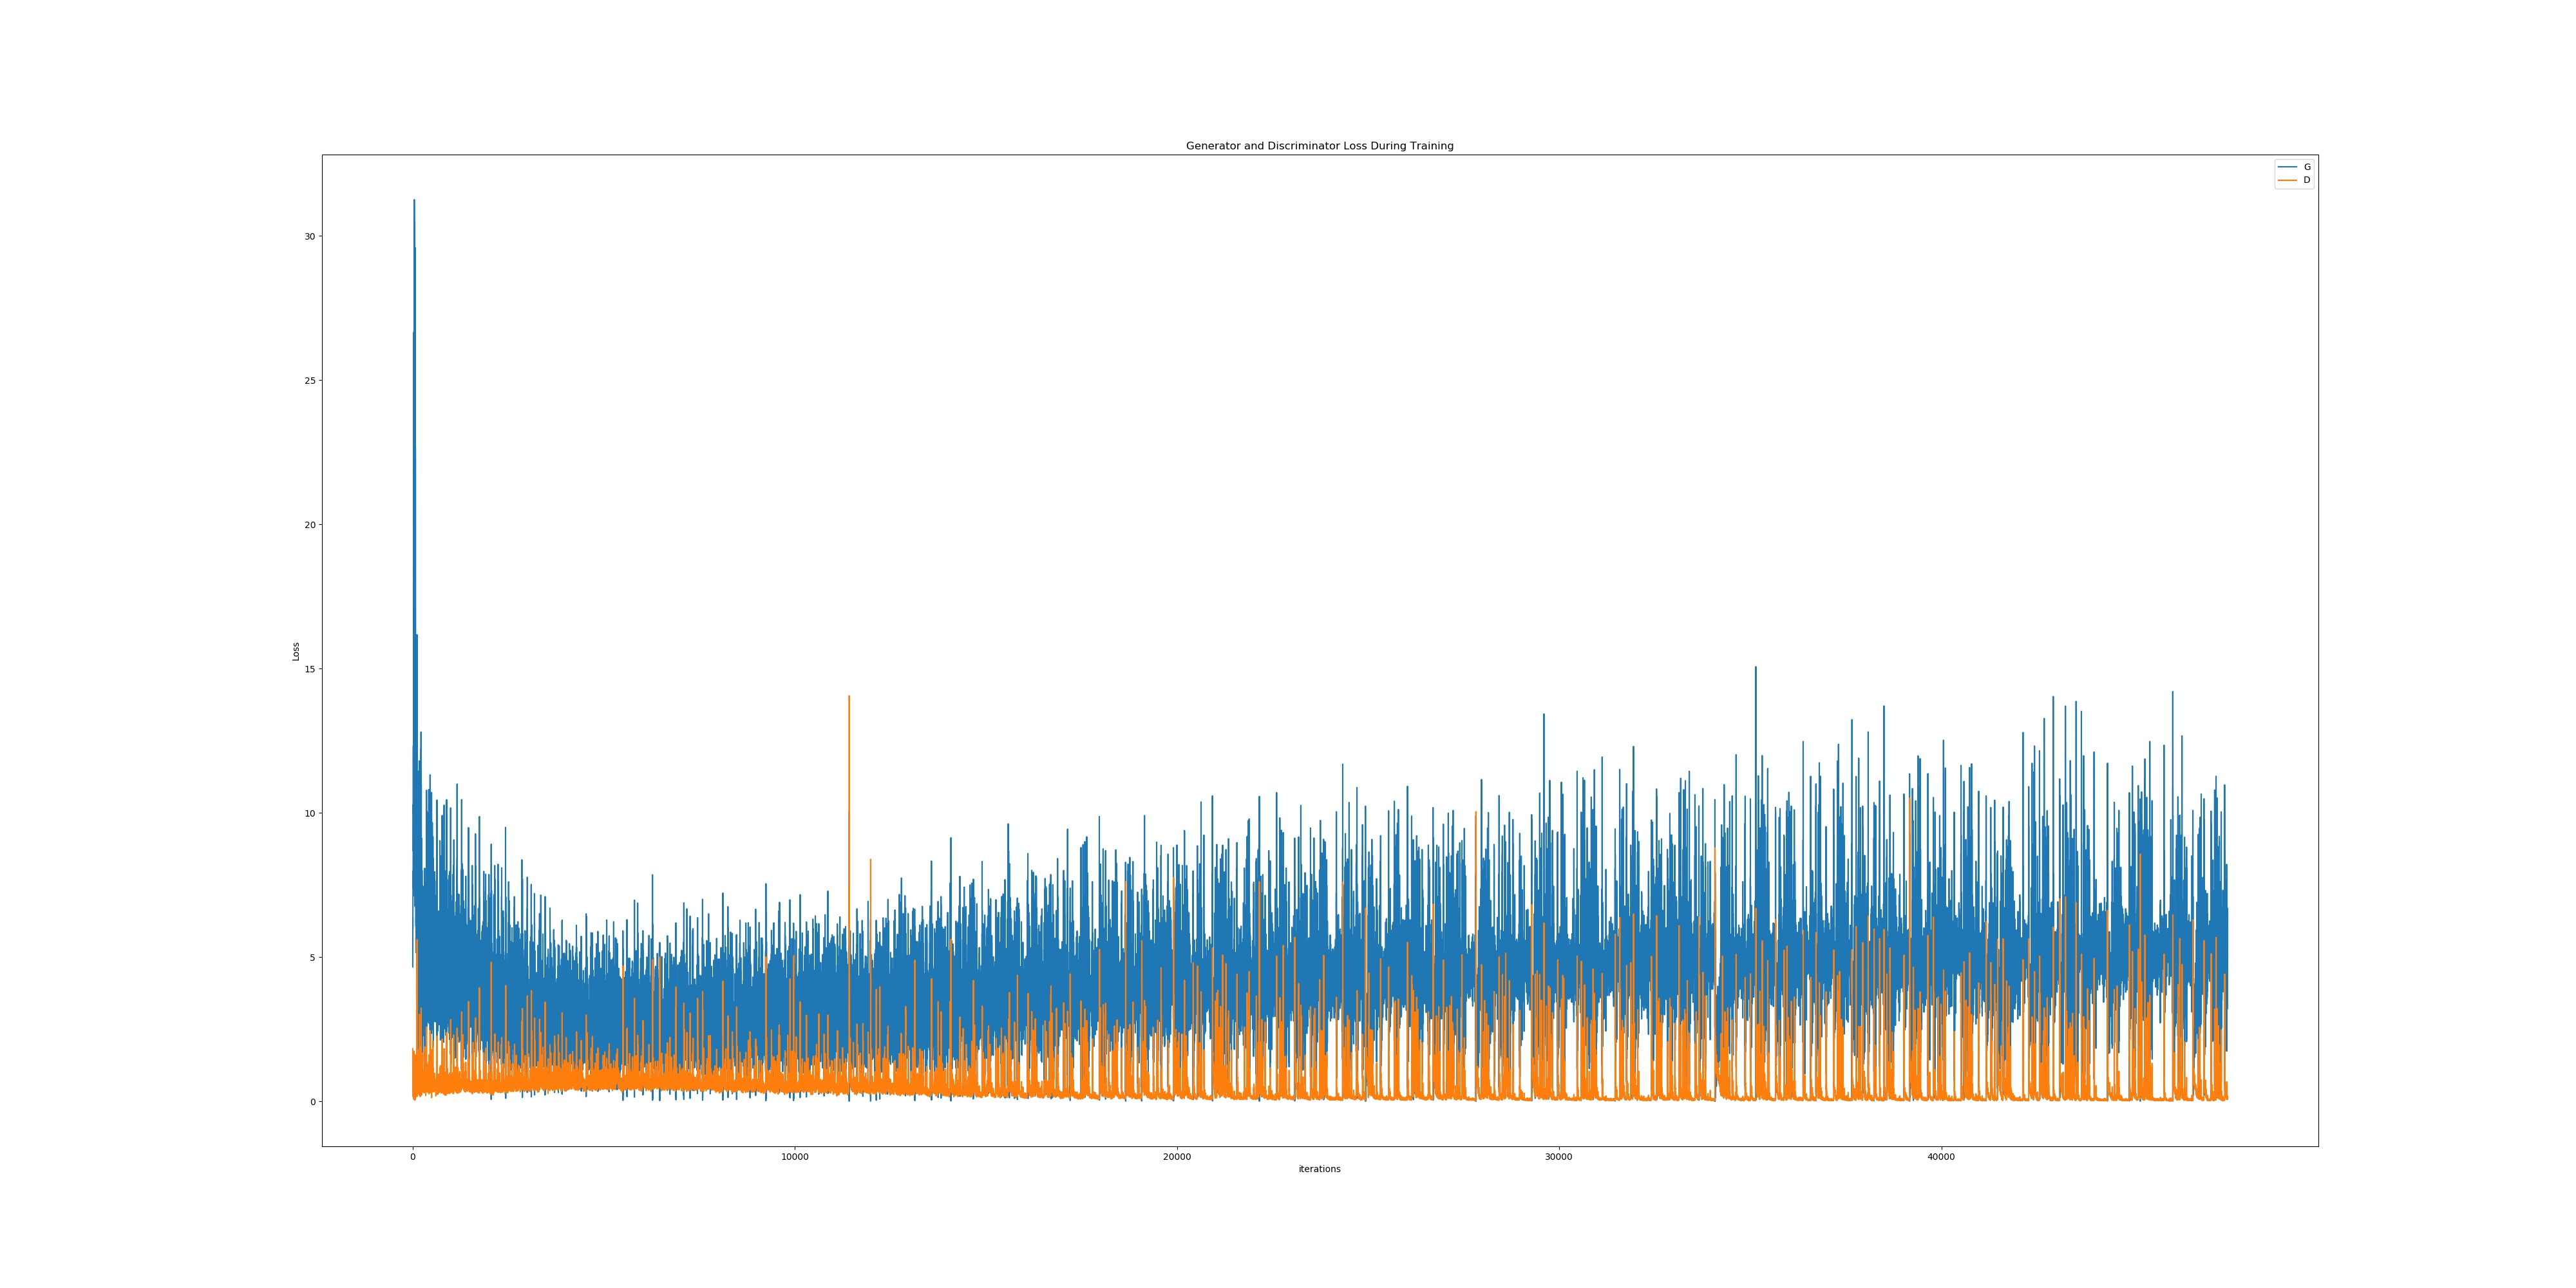 Generator and Discriminator Loss During Training
G
D
30
25
20
15
10
5
0
Loss
0 10000 20000 30000 40000
iterations